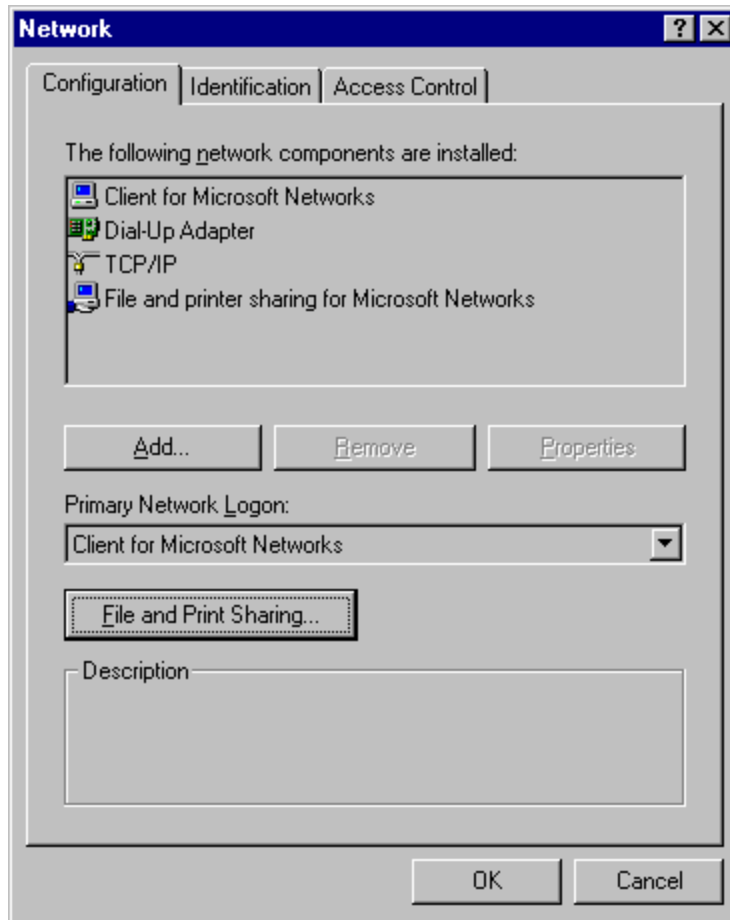 Network
Configuration Identification Access Control
The following network components are installed:
Client for Microsoft Networks
Dial-Up Adapter
TCP/IP
File and printer sharing for Microsoft Networks
Add... Remove Properties
Primary Network Logon:
Client for Microsoft Networks
File and Print Sharing...
Description
OK Cancel